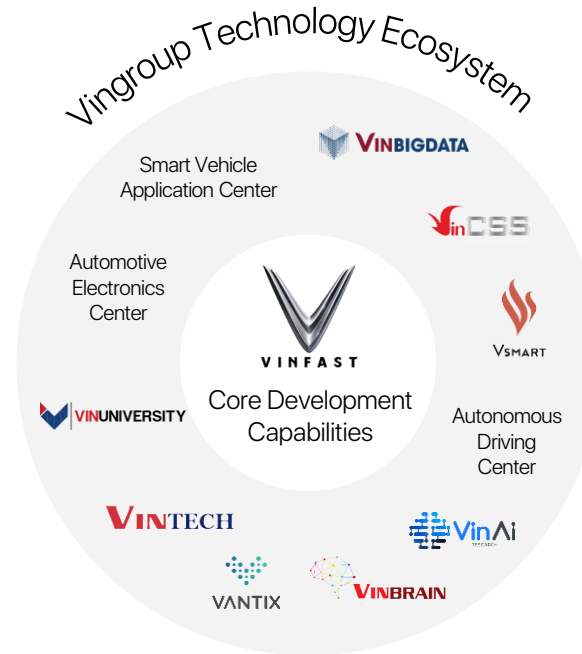 Vingroup Technology Ecosystem
VINBIGDATA
Smart Vehicle
Application Center
VinCSS
Automotive
Electronics
Center
VINFAST
VSMART
Core Development
Capabilities
VINUNIVERSITY
Autonomous
Driving
Center
VINTECH
VinAi
RESEARCH
VANTIX
VINBRAIN